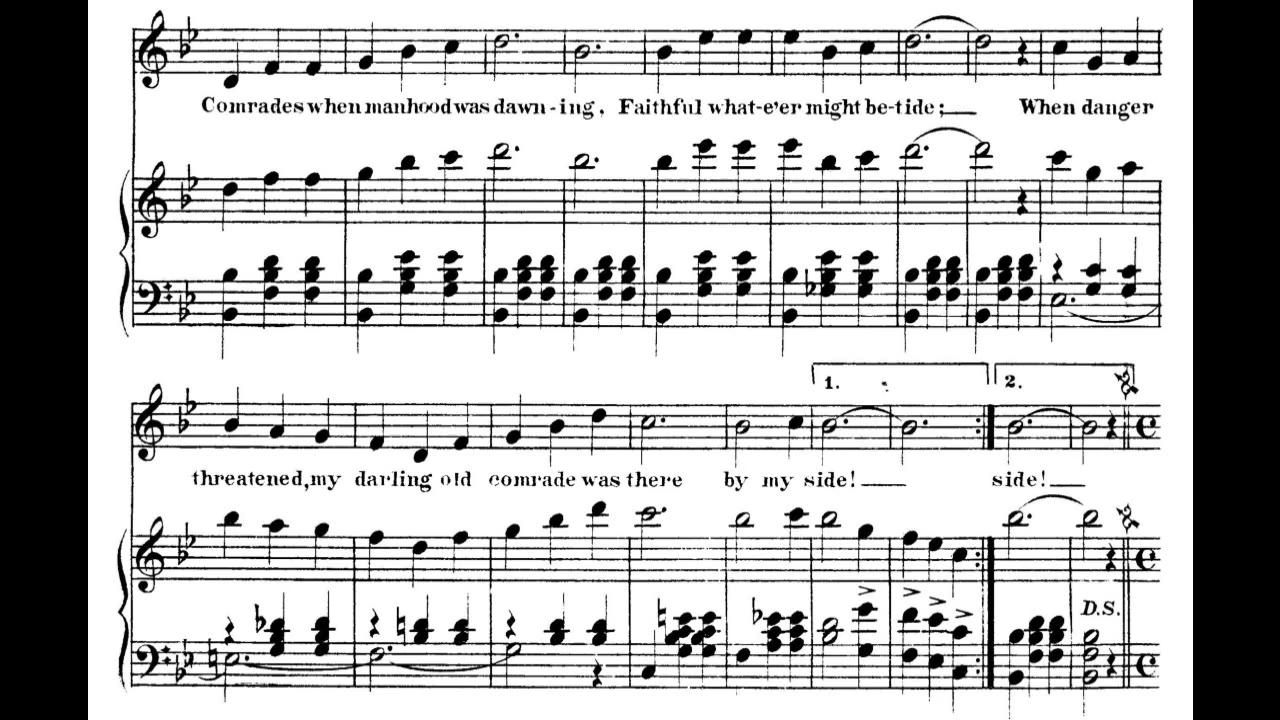 Comrades when manhood was dawn-ing, Faithful what-e'er might be-tide; When danger
1. 2.
threatened, my darling old comrade was there by my side! side!
D.S.